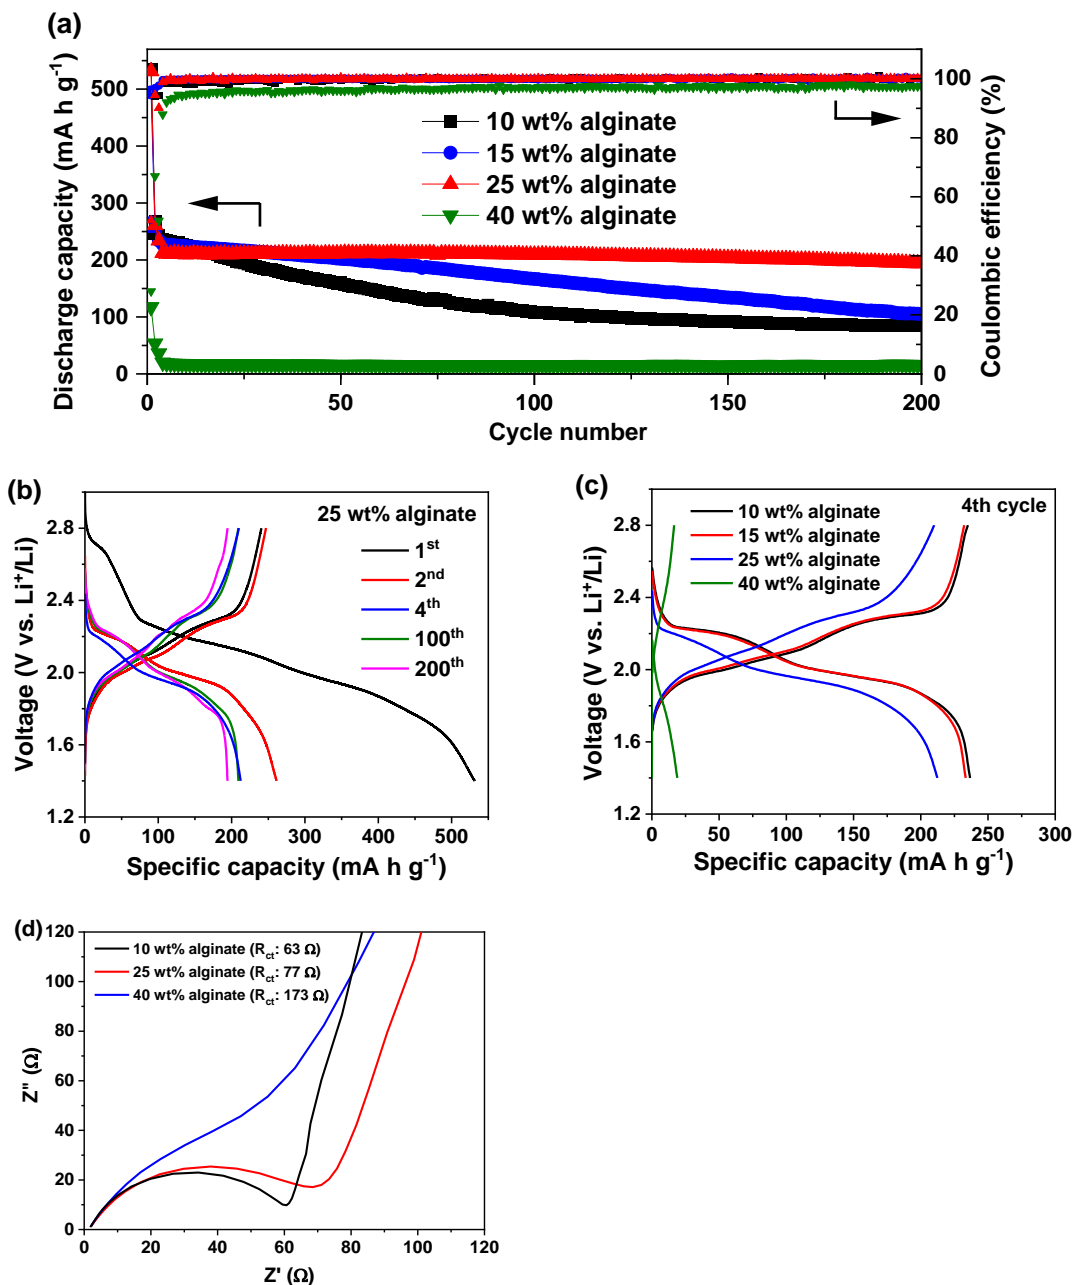 (a)
Discharge capacity (mA h g⁻¹)
500
400
300
200
100
0
10 wt% alginate
15 wt% alginate
25 wt% alginate
40 wt% alginate
100
80
60
40
20
0
Coulombic efficiency (%)
0 50 100 150 200
Cycle number
(b)
25 wt% alginate
1ˢᵗ
2ⁿᵈ
4ᵗʰ
100ᵗʰ
200ᵗʰ
Voltage (V vs. Li⁺/Li)
2.8
2.4
2.0
1.6
1.2
0 100 200 300 400 500
Specific capacity (mA h g⁻¹)
(c)
4th cycle
10 wt% alginate
15 wt% alginate
25 wt% alginate
40 wt% alginate
Voltage (V vs. Li⁺/Li)
2.8
2.4
2.0
1.6
1.2
0 50 100 150 200 250 300
Specific capacity (mA h g⁻¹)
(d)
10 wt% alginate (R꜀ₜ: 63 Ω)
25 wt% alginate (R꜀ₜ: 77 Ω)
40 wt% alginate (R꜀ₜ: 173 Ω)
Z'' (Ω)
120
100
80
60
40
20
0
0 20 40 60 80 100 120
Z' (Ω)